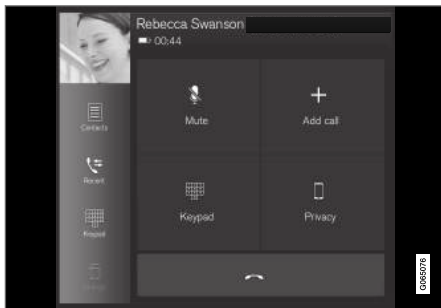 Rebecca Swanson
00:44
Contacts
Recent
Keypad
Mute
Add call
Keypad
Privacy
G065076